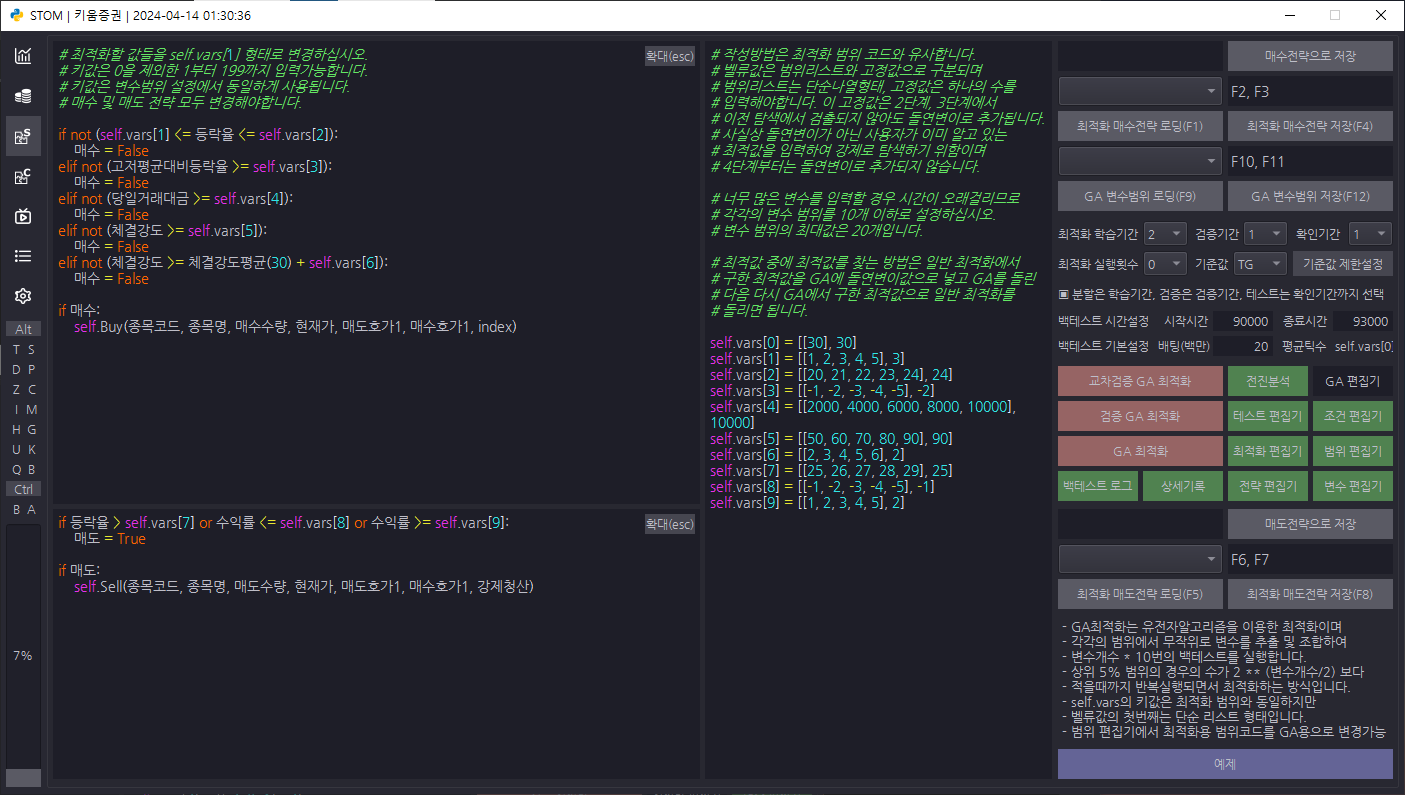 STOM | 키움증권 | 2024-04-14 01:30:36
Alt
T S
D P
Z C
I M
H G
U K
Q B
Ctrl
B A
7%
# 최적화할 값들을 self.vars[1] 형태로 변경하십시오.
# 키값은 0을 제외한 1부터 199까지 입력가능합니다.
# 키값은 변수범위 설정에서 동일하게 사용됩니다.
# 매수 및 매도 전략 모두 변경해야합니다.
확대(esc)
if not (self.vars[1] <= 등락율 <= self.vars[2]):
매수 = False
elif not (고저평균대비등락율 >= self.vars[3]):
매수 = False
elif not (당일거래대금 >= self.vars[4]):
매수 = False
elif not (체결강도 >= self.vars[5]):
매수 = False
elif not (체결강도 >= 체결강도평균(30) + self.vars[6]):
매수 = False
if 매수:
self.Buy(종목코드, 종목명, 매수수량, 현재가, 매도호가1, 매수호가1, index)
if 등락율 > self.vars[7] or 수익률 <= self.vars[8] or 수익률 >= self.vars[9]:
매도 = True
확대(esc)
if 매도:
self.Sell(종목코드, 종목명, 매도수량, 현재가, 매도호가1, 매수호가1, 강제청산)
# 작성방법은 최적화 범위 코드와 유사합니다.
# 벨류값은 범위리스트와 고정값으로 구분되며
# 범위리스트는 단순나열형태, 고정값은 하나의 수를
# 입력해야합니다. 이 고정값은 2단계, 3단계에서
# 이전 탐색에서 검출되지 않아도 돌연변이로 추가됩니다.
# 사실상 돌연변이가 아닌 사용자가 이미 알고 있는
# 최적값을 입력하여 강제로 탐색하기 위함이며
# 4단계부터는 돌연변이로 추가되지 않습니다.
# 너무 많은 변수를 입력할 경우 시간이 오래걸리므로
# 각각의 변수 범위를 10개 이하로 설정하십시오.
# 변수 범위의 최대값은 20개입니다.
# 최적값 중에 최적값를 찾는 방법은 일반 최적화에서
# 구한 최적값을 GA에 돌연변이값으로 넣고 GA를 돌린
# 다음 다시 GA에서 구한 최적값으로 일반 최적화를
# 돌리면 됩니다.
self.vars[0] = [[30], 30]
self.vars[1] = [[1, 2, 3, 4, 5], 3]
self.vars[2] = [[20, 21, 22, 23, 24], 24]
self.vars[3] = [[-1, -2, -3, -4, -5], -2]
self.vars[4] = [[2000, 4000, 6000, 8000, 10000],
10000]
self.vars[5] = [[50, 60, 70, 80, 90], 90]
self.vars[6] = [[2, 3, 4, 5, 6], 2]
self.vars[7] = [[25, 26, 27, 28, 29], 25]
self.vars[8] = [[-1, -2, -3, -4, -5], -1]
self.vars[9] = [[1, 2, 3, 4, 5], 2]
매수전략으로 저장
F2, F3
최적화 매수전략 로딩(F1) 최적화 매수전략 저장(F4)
F10, F11
GA 변수범위 로딩(F9) GA 변수범위 저장(F12)
최적화 학습기간 2 검증기간 1 확인기간 1
최적화 실행횟수 0 기준값 TG 기준값 제한설정
▣ 분할은 학습기간, 검증은 검증기간, 테스트는 확인기간까지 선택
백테스트 시간설정 시작시간 90000 종료시간 93000
백테스트 기본설정 배팅(백만) 20 평균틱수 self.vars[0]
교차검증 GA 최적화 전진분석 GA 편집기
검증 GA 최적화 테스트 편집기 조건 편집기
GA 최적화 최적화 편집기 범위 편집기
백테스트 로그 상세기록 전략 편집기 변수 편집기
매도전략으로 저장
F6, F7
최적화 매도전략 로딩(F5) 최적화 매도전략 저장(F8)
- GA최적화는 유전자알고리즘을 이용한 최적화이며
- 각각의 범위에서 무작위로 변수를 추출 및 조합하여
- 변수개수 * 10번의 백테스트를 실행합니다.
- 상위 5% 범위의 경우의 수가 2 ** (변수개수/2) 보다
- 적을때까지 반복실행되면서 최적화하는 방식입니다.
- self.vars의 키값은 최적화 범위와 동일하지만
- 벨류값의 첫번째는 단순 리스트 형태입니다.
- 범위 편집기에서 최적화용 범위코드를 GA용으로 변경가능
예제